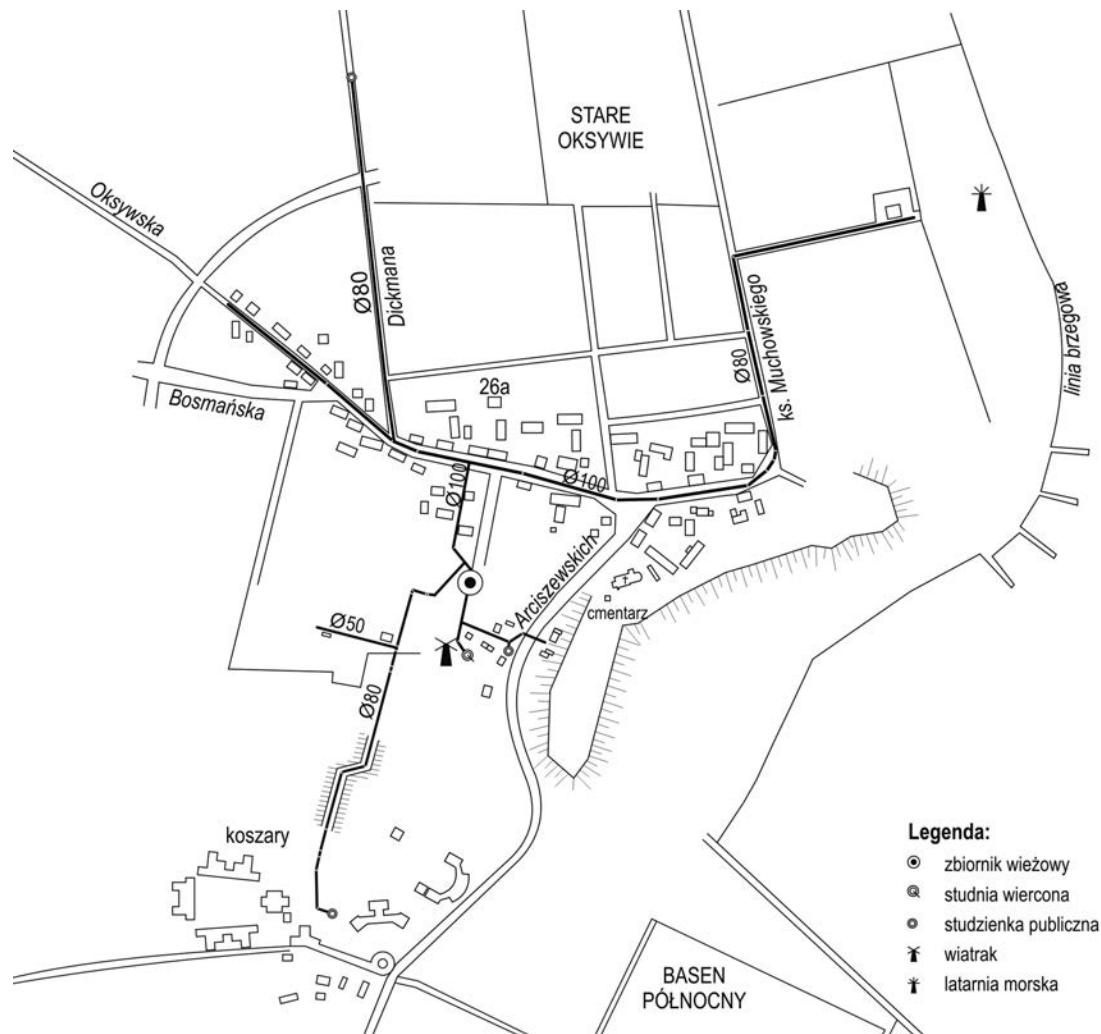 STARE
OKSYWIE
Oksywska
Ø80
Dickmana
linia brzegowa
ks. Muchowskiego
Ø80
26a
Bosmańska
Ø100
Ø100
Arciszewskich
cmentarz
Ø50
Ø80
koszary
Legenda:
zbiornik wieżowy
studnia wiercona
studzienka publiczna
wiatrak
latarnia morska
BASEN
PÓŁNOCNY